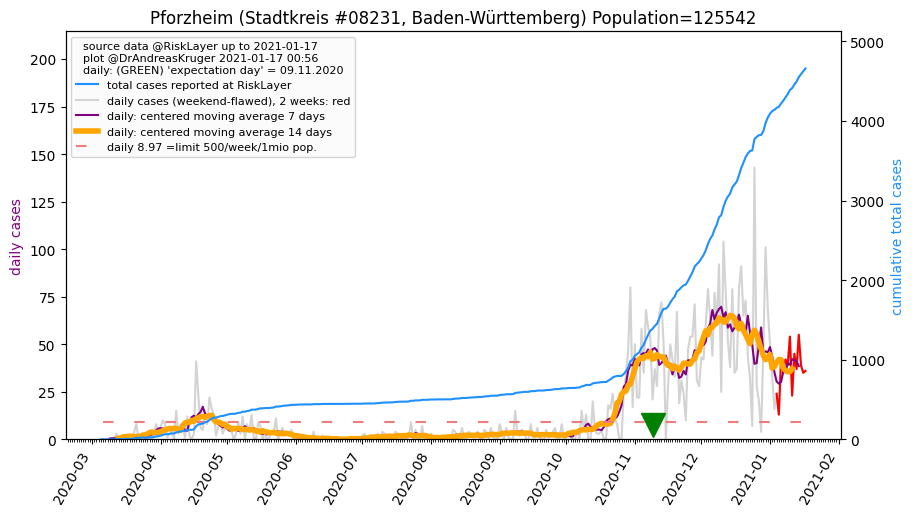 Pforzheim (Stadtkreis #08231, Baden-Württemberg) Population=125542
source data @RiskLayer up to 2021-01-17
plot @DrAndreasKruger 2021-01-17 00:56
daily: (GREEN) 'expectation day' = 09.11.2020
total cases reported at RiskLayer
daily cases (weekend-flawed), 2 weeks: red
daily: centered moving average 7 days
daily: centered moving average 14 days
daily 8.97 =limit 500/week/1mio pop.
daily cases
200
175
150
125
100
75
50
25
0
5000
4000
3000
2000
1000
0
cumulative total cases
2020-03
2020-04
2020-05
2020-06
2020-07
2020-08
2020-09
2020-10
2020-11
2020-12
2021-01
2021-02